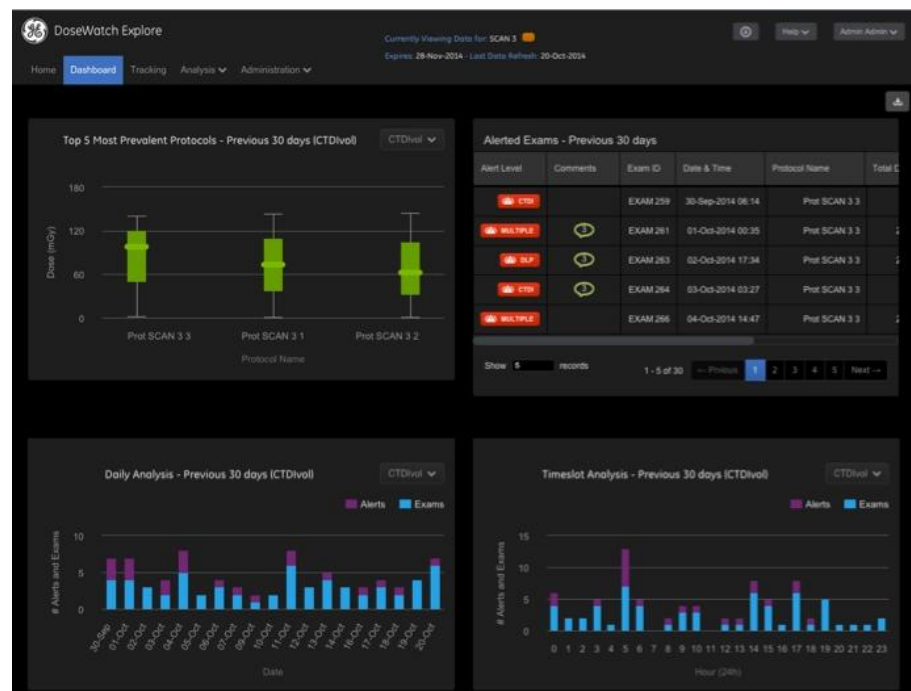 DoseWatch Explore
Currently Viewing Data for: SCAN 3
Expires: 28-Nov-2014 - Last Data Refresh: 20-Oct-2014
Help
Admin Admin
Home Dashboard Tracking Analysis Administration
Top 5 Most Prevalent Protocols - Previous 30 days (CTDIvol)
CTDIvol
Dose (mGy)
180
120
60
0
Prot SCAN 3 3 Prot SCAN 3 1 Prot SCAN 3 2
Protocol Name
Alerted Exams - Previous 30 days
Alert Level Comments Exam ID Date & Time Protocol Name Total D
CTDI EXAM 259 30-Sep-2014 06:14 Prot SCAN 3 3
MULTIPLE 3 EXAM 261 01-Oct-2014 00:35 Prot SCAN 3 3 2
DLP 3 EXAM 263 02-Oct-2014 17:34 Prot SCAN 3 3 2
CTDI 3 EXAM 264 03-Oct-2014 03:27 Prot SCAN 3 3
MULTIPLE EXAM 266 04-Oct-2014 14:47 Prot SCAN 3 3 2
Show 5 records
1 - 5 of 30 ← Previous 1 2 3 4 5 Next →
Daily Analysis - Previous 30 days (CTDIvol)
CTDIvol
Alerts Exams
# Alerts and Exams
10
5
0
30-Sep 01-Oct 02-Oct 03-Oct 04-Oct 05-Oct 06-Oct 07-Oct 09-Oct 10-Oct 11-Oct 12-Oct 13-Oct 14-Oct 16-Oct 17-Oct 18-Oct 19-Oct 20-Oct
Date
Timeslot Analysis - Previous 30 days (CTDIvol)
CTDIvol
Alerts Exams
# Alerts and Exams
15
10
5
0
0 1 2 3 4 5 6 7 8 9 10 11 12 13 14 15 16 17 18 19 20 21 22 23
Hour (24h)